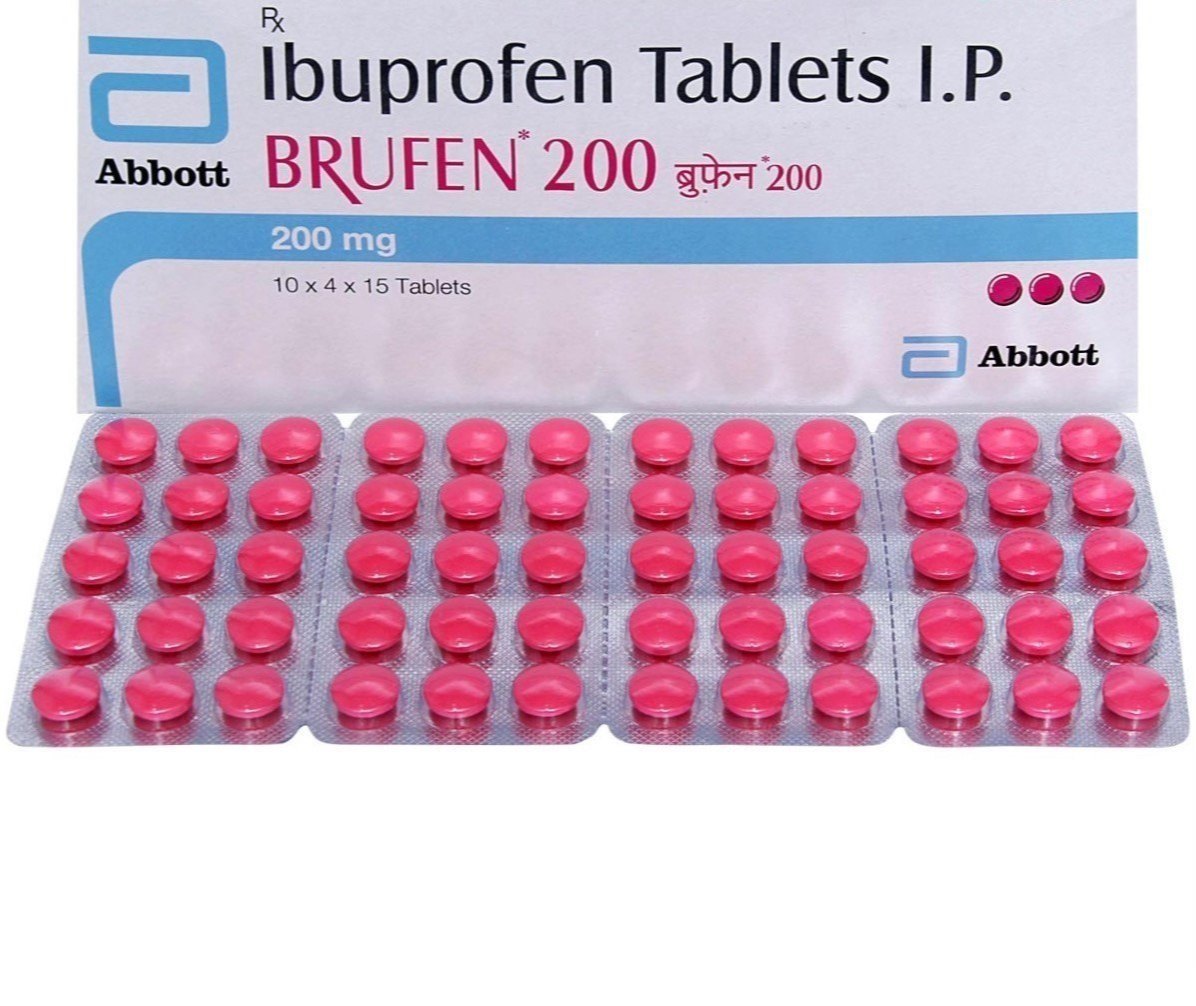 Rx
Ibuprofen Tablets I.P.
Abbott
BRUFEN* 200 ब्रुफ़ेन* 200
200 mg
10 x 4 x 15 Tablets
Abbott